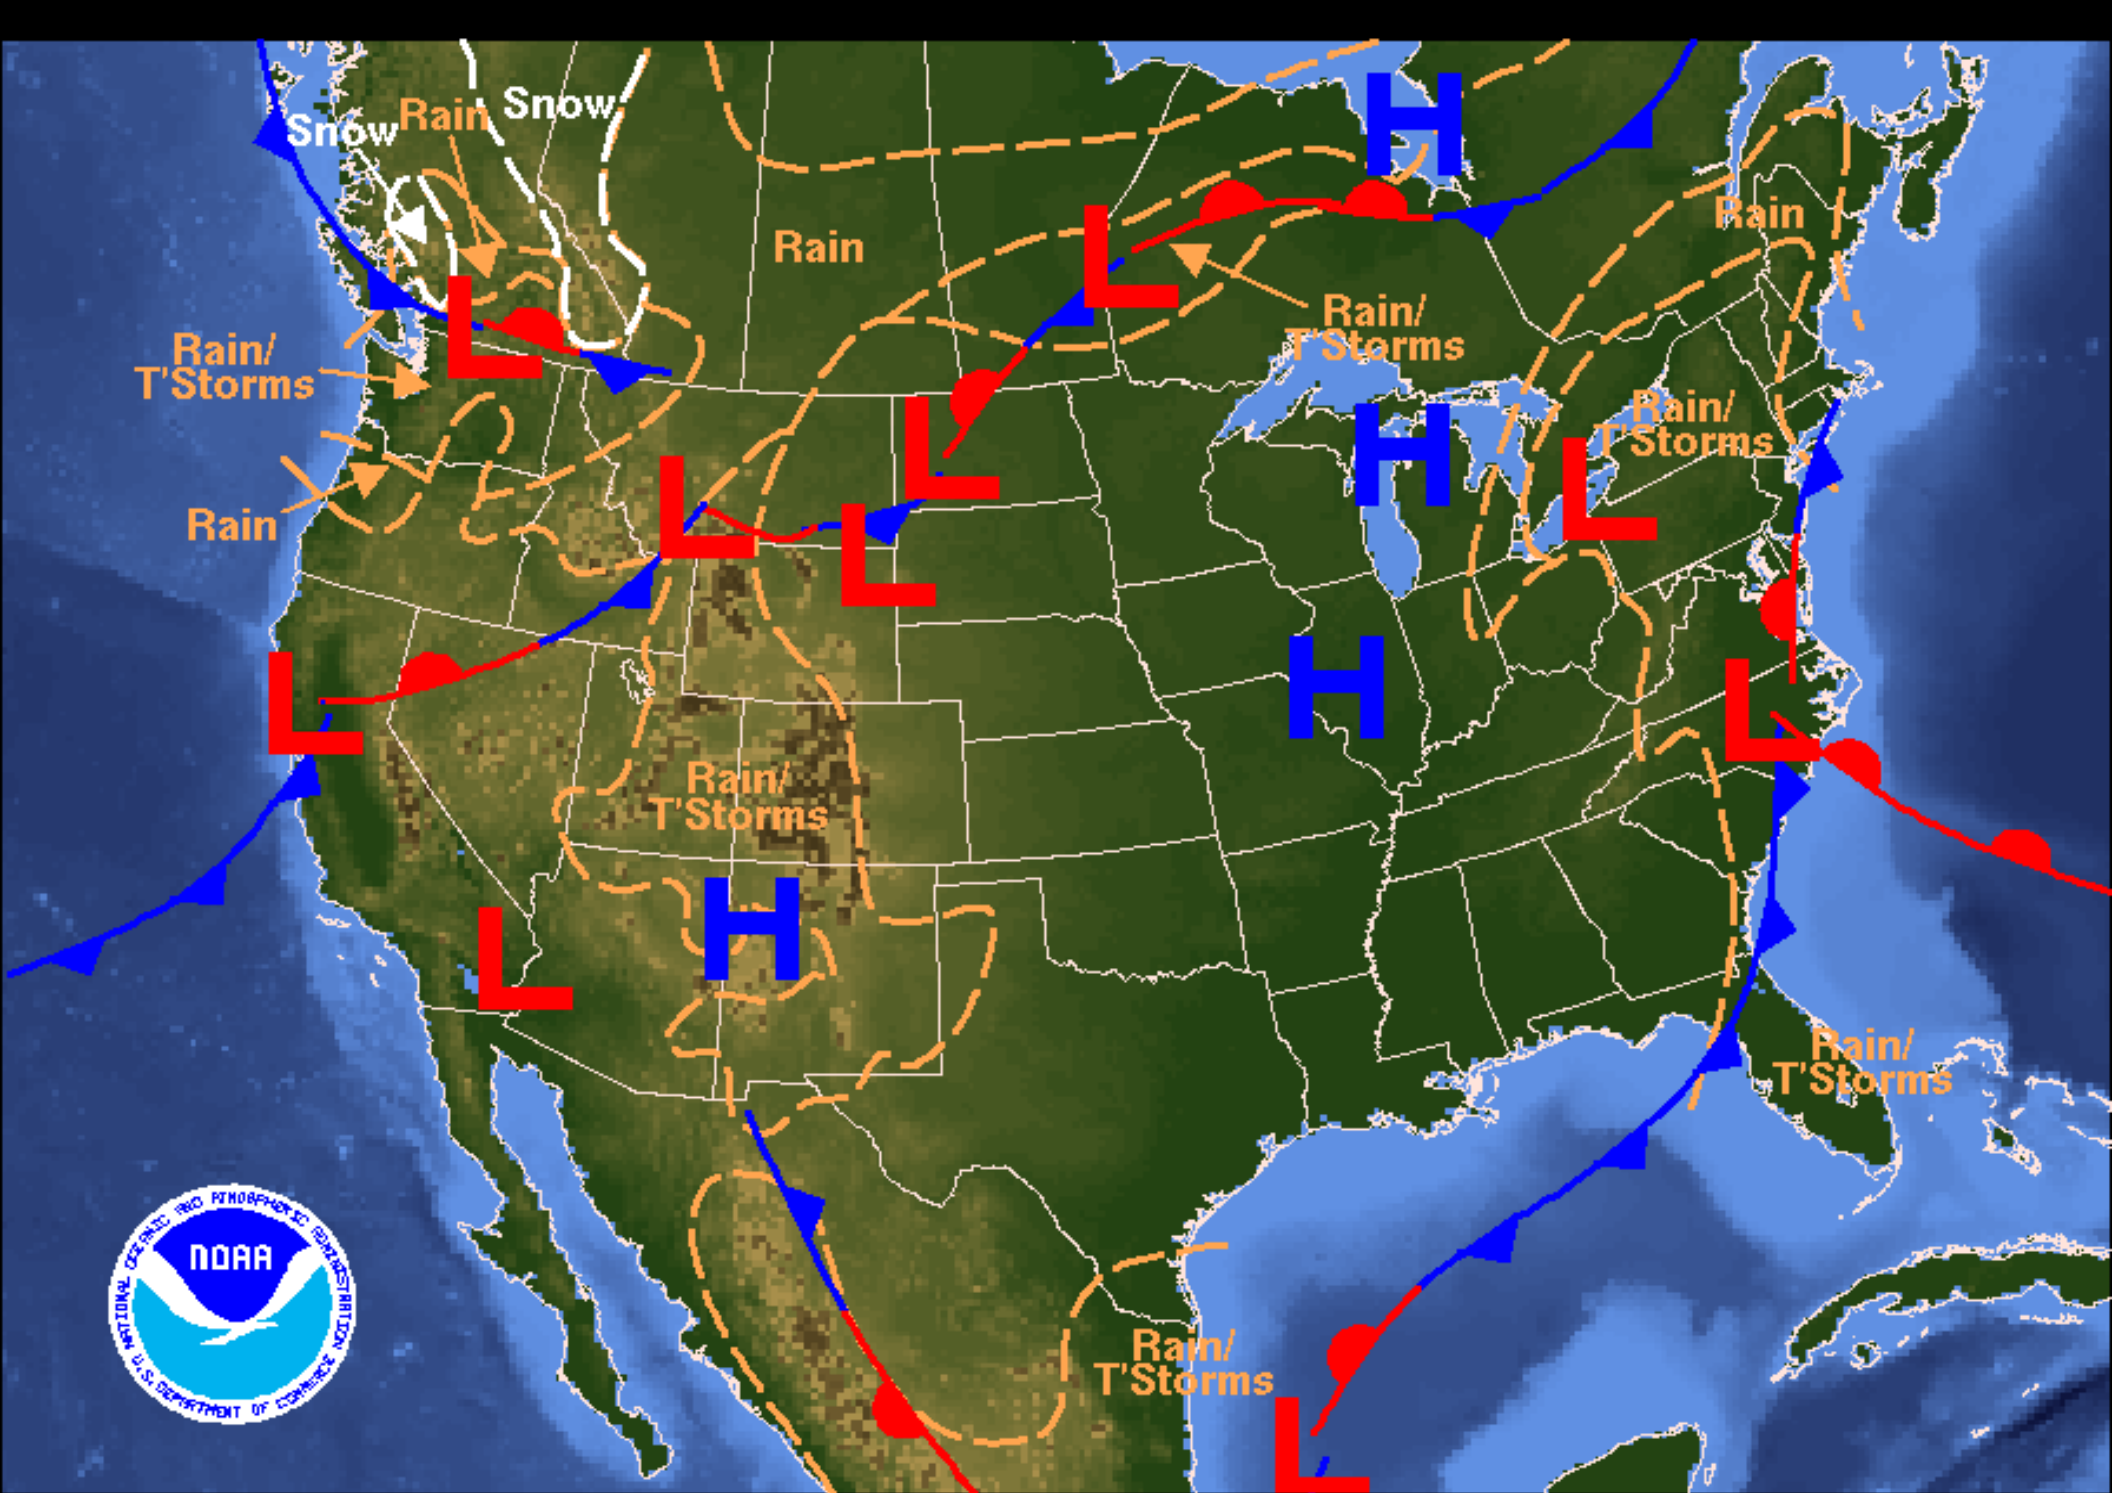 Snow
Rain
Snow
Rain
Rain
H
L
Rain/
T'Storms
L
Rain/
T'Storms
Rain
L
L
L
L
H
Rain/
T'Storms
L
L
H
L
Rain/
T'Storms
H
L
Rain/
T'Storms
Rain/
T'Storms
L
NATIONAL OCEANIC AND ATMOSPHERIC ADMINISTRATION
NOAA
U.S. DEPARTMENT OF COMMERCE